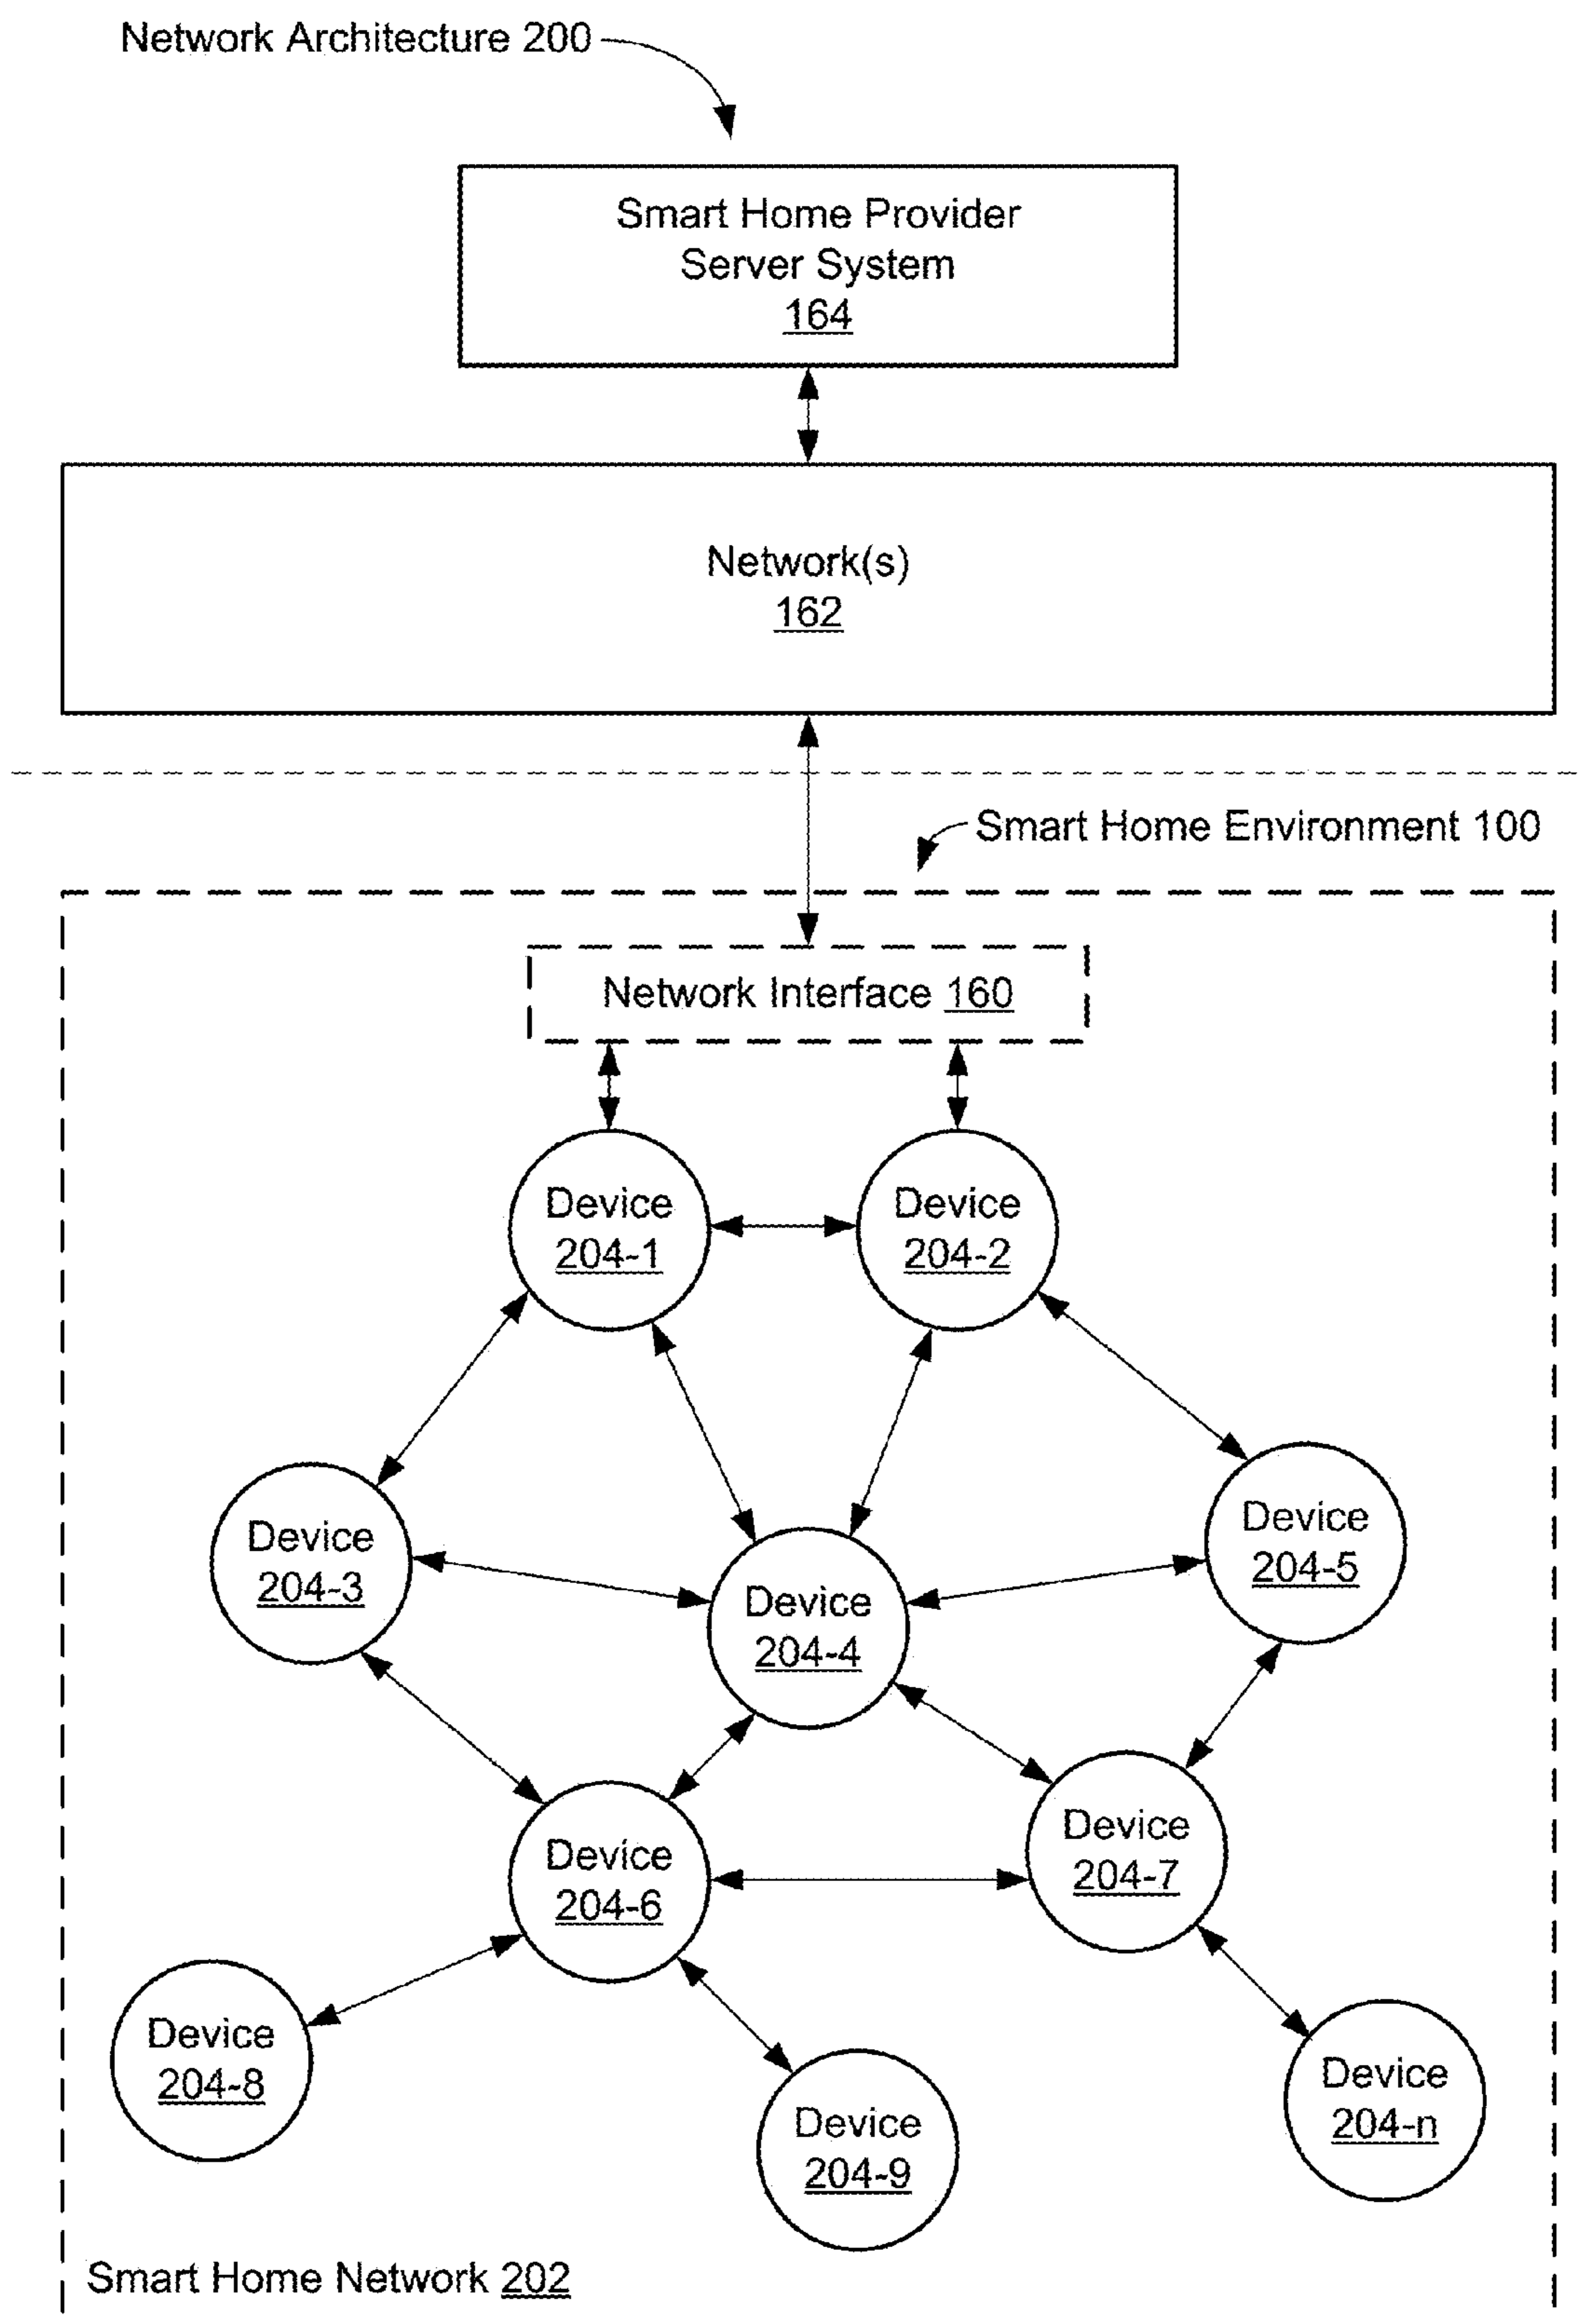 Network Architecture 200
Smart Home Provider
Server System
164
Network(s)
162
Smart Home Environment 100
Network Interface 160
Device
204-1
Device
204-2
Device
204-3
Device
204-4
Device
204-5
Device
204-6
Device
204-7
Device
204-8
Device
204-9
Device
204-n
Smart Home Network 202